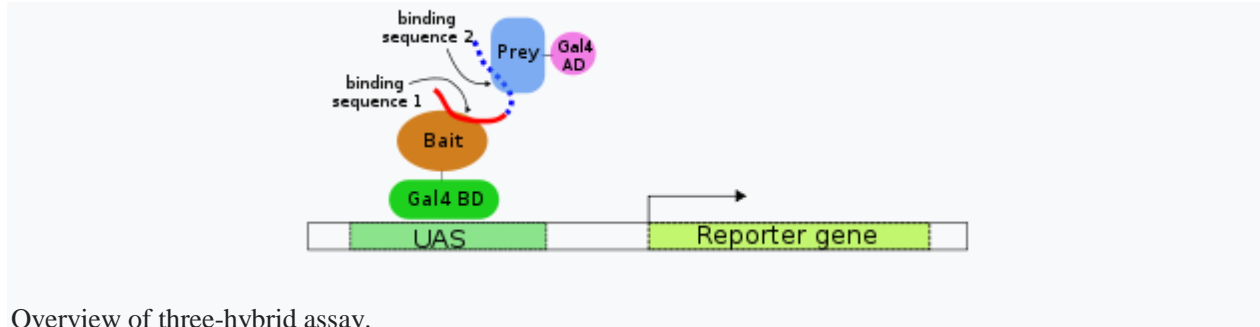 binding
sequence 2
Prey
Gal4
AD
binding
sequence 1
Bait
Gal4 BD
UAS
Reporter gene
Overview of three-hybrid assay.